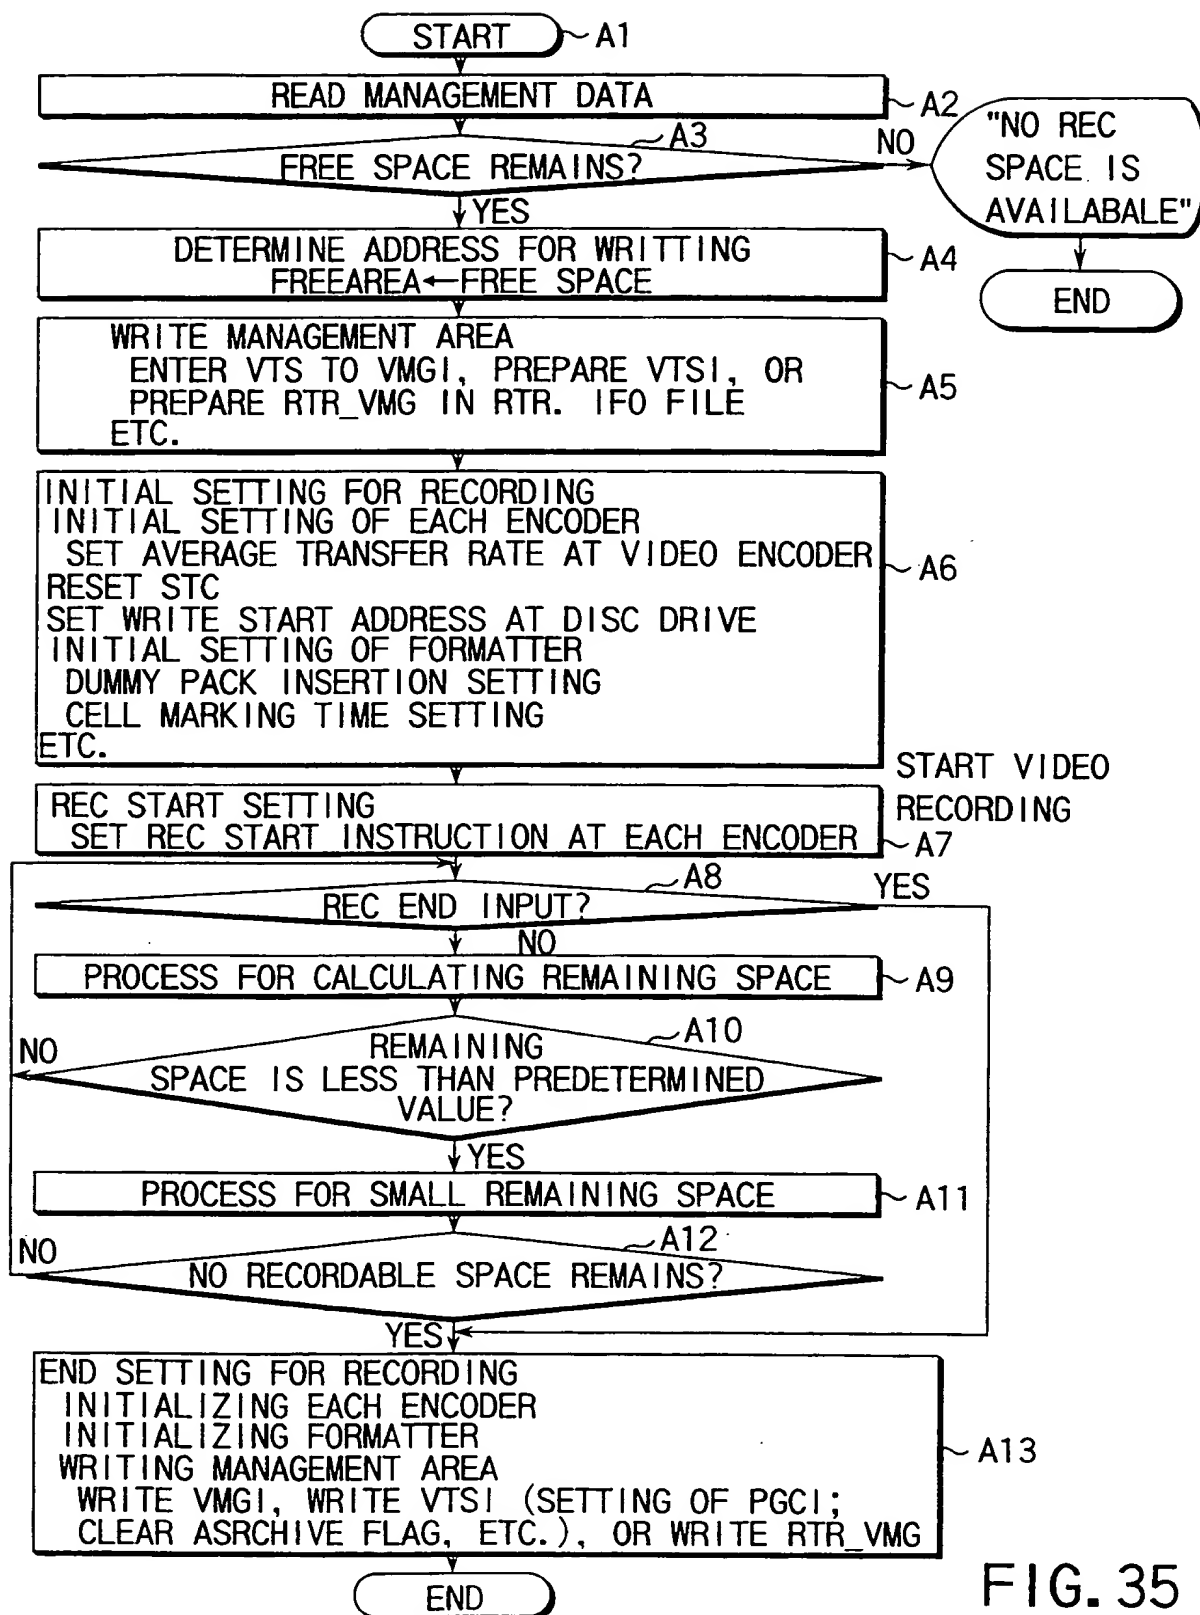 START
A1
READ MANAGEMENT DATA
A2
A3
FREE SPACE REMAINS?
NO
"NO REC
SPACE IS
AVAILABALE"
END
YES
DETERMINE ADDRESS FOR WRITTING
FREEAREA←FREE SPACE
A4
WRITE MANAGEMENT AREA
ENTER VTS TO VMGI, PREPARE VTSI, OR
PREPARE RTR_VMG IN RTR. IFO FILE
ETC.
A5
INITIAL SETTING FOR RECORDING
INITIAL SETTING OF EACH ENCODER
SET AVERAGE TRANSFER RATE AT VIDEO ENCODER
RESET STC
SET WRITE START ADDRESS AT DISC DRIVE
INITIAL SETTING OF FORMATTER
DUMMY PACK INSERTION SETTING
CELL MARKING TIME SETTING
ETC.
A6
START VIDEO
RECORDING
REC START SETTING
SET REC START INSTRUCTION AT EACH ENCODER
A7
A8
REC END INPUT?
YES
NO
PROCESS FOR CALCULATING REMAINING SPACE
A9
A10
NO
REMAINING
SPACE IS LESS THAN PREDETERMINED
VALUE?
YES
PROCESS FOR SMALL REMAINING SPACE
A11
A12
NO
NO RECORDABLE SPACE REMAINS?
YES
END SETTING FOR RECORDING
INITIALIZING EACH ENCODER
INITIALIZING FORMATTER
WRITING MANAGEMENT AREA
WRITE VMGI, WRITE VTSI (SETTING OF PGCI;
CLEAR ASRCHIVE FLAG, ETC.), OR WRITE RTR_VMG
A13
END
FIG. 35